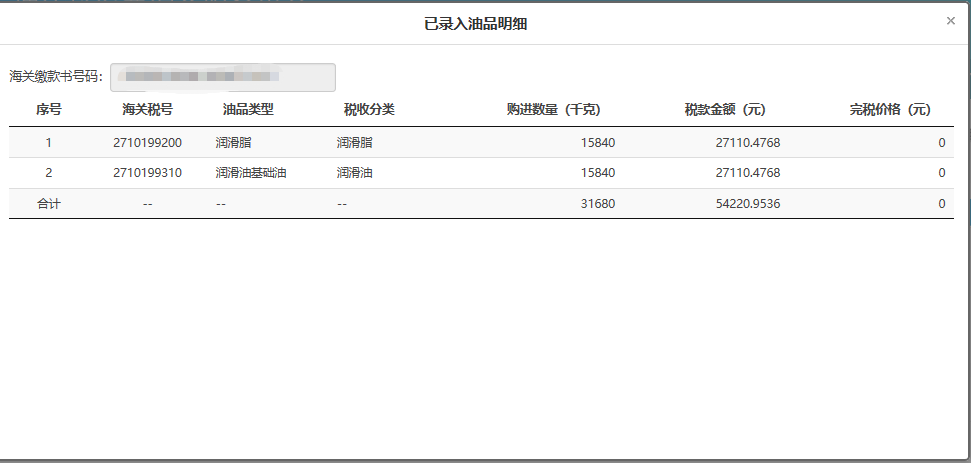 已录入油品明细 ×
海关缴款书号码：
序号 海关税号 油品类型 税收分类 购进数量（千克） 税款金额（元） 完税价格（元）
1 2710199200 润滑脂 润滑脂 15840 27110.4768 0
2 2710199310 润滑油基础油 润滑油 15840 27110.4768 0
合计 -- -- -- 31680 54220.9536 0